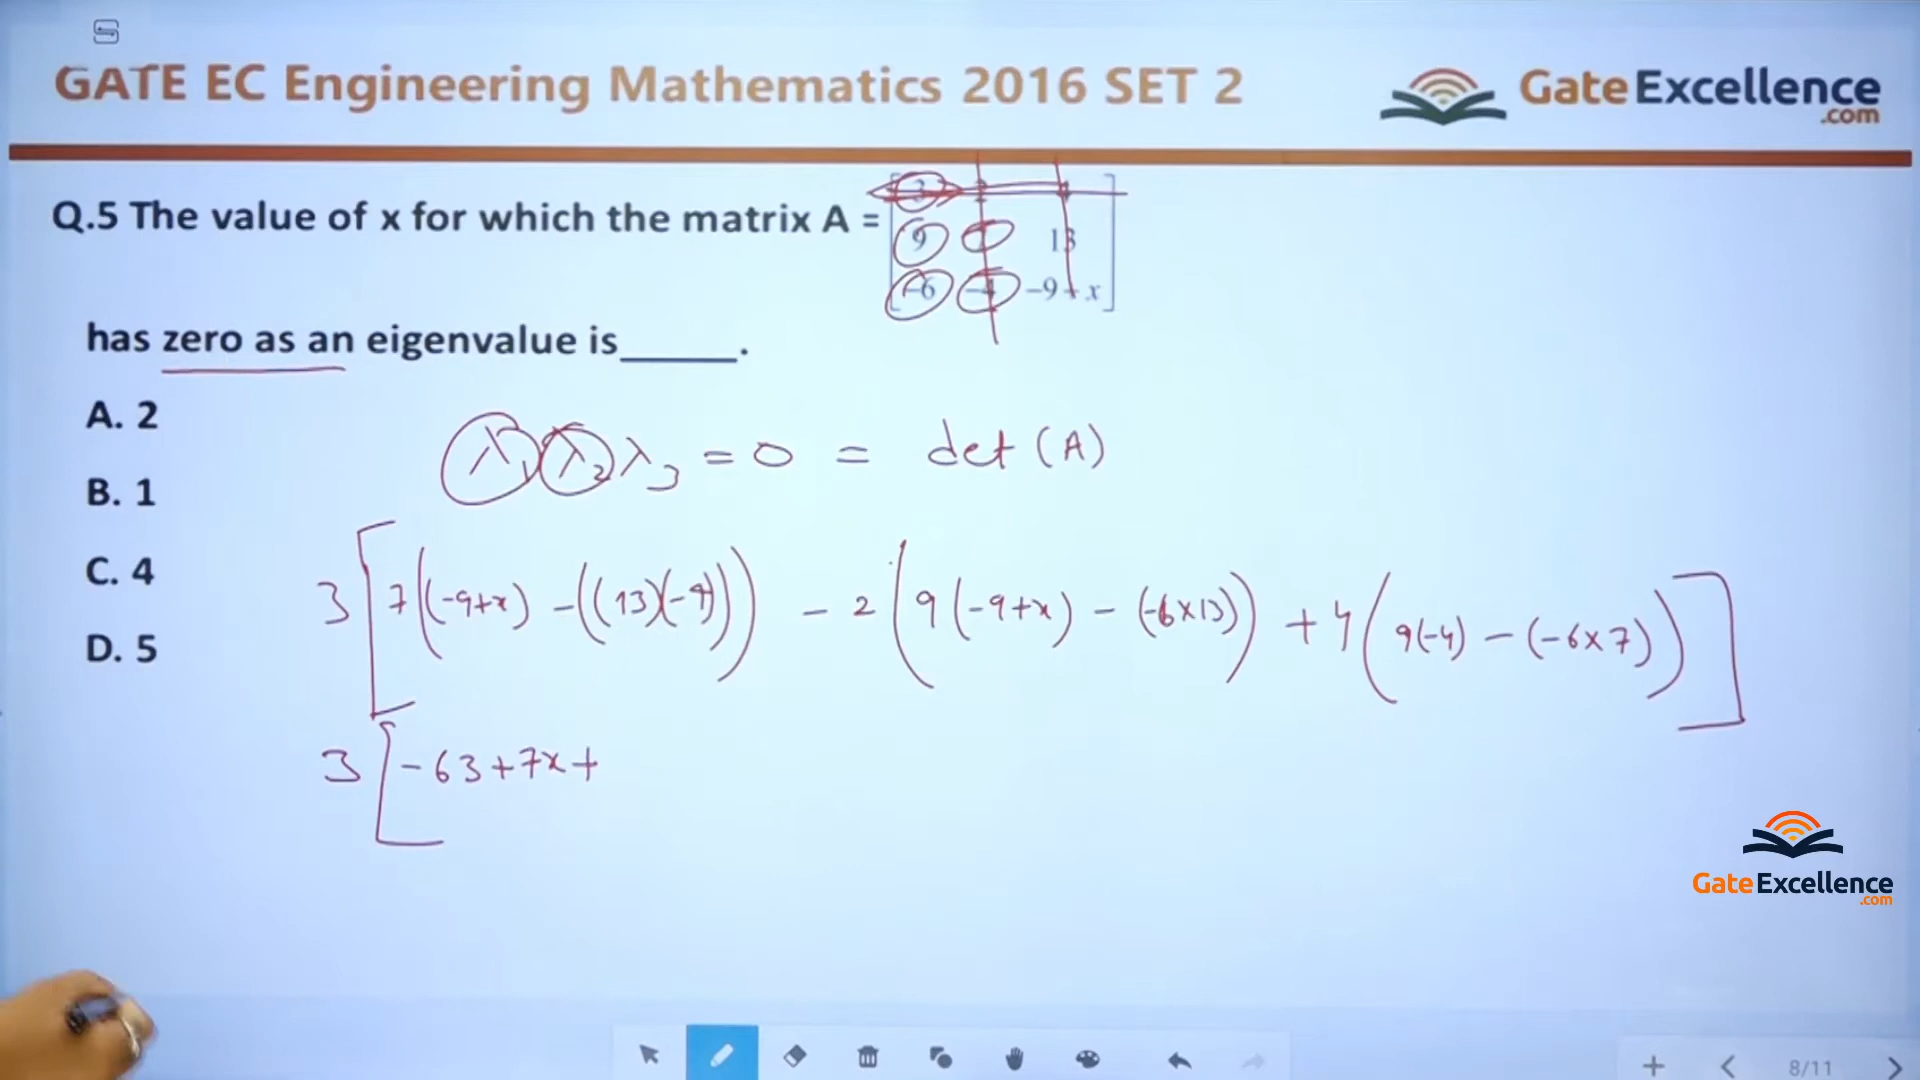 GATE EC Engineering Mathematics 2016 SET 2
GateExcellence
.com
Q.5 The value of x for which the matrix A =
9 13
-6 -4 -9+x
has zero as an eigenvalue is______.
A. 2
B. 1
C. 4
D. 5
λ1 λ2 λ3 = 0 = det (A)
3 [7((-9+x) - ((13)(-4))) - 2 (9(-9+x) - (-6×13)) + 4 (9(-4) - (-6×7))]
3 [-63+7x+
GateExcellence
.com
8/11